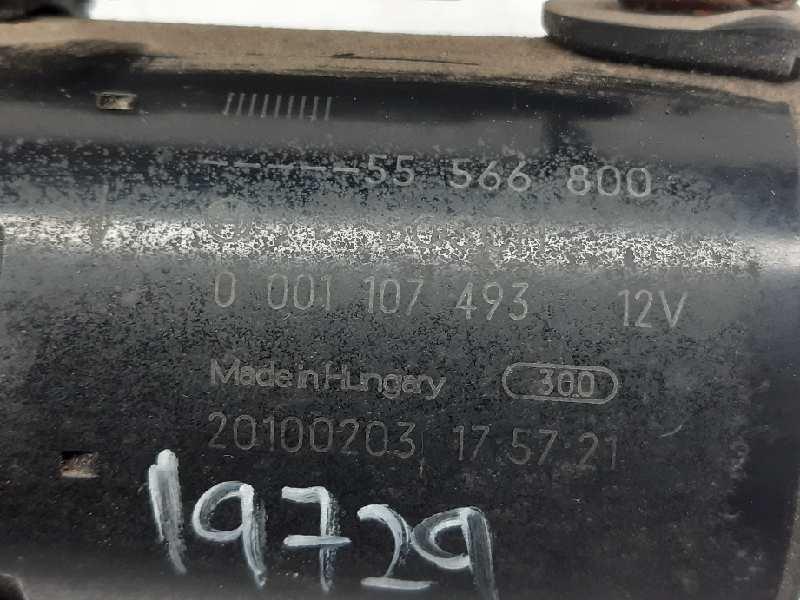 -----55 566 800
0 001 107 493 12V
Made in Hungary 300
20100203 17 57 21
19729